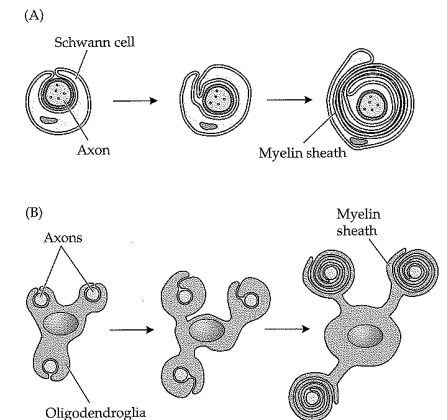 (A)
Schwann cell
Axon
Myelin sheath
(B)
Axons
Myelin
sheath
Oligodendroglia